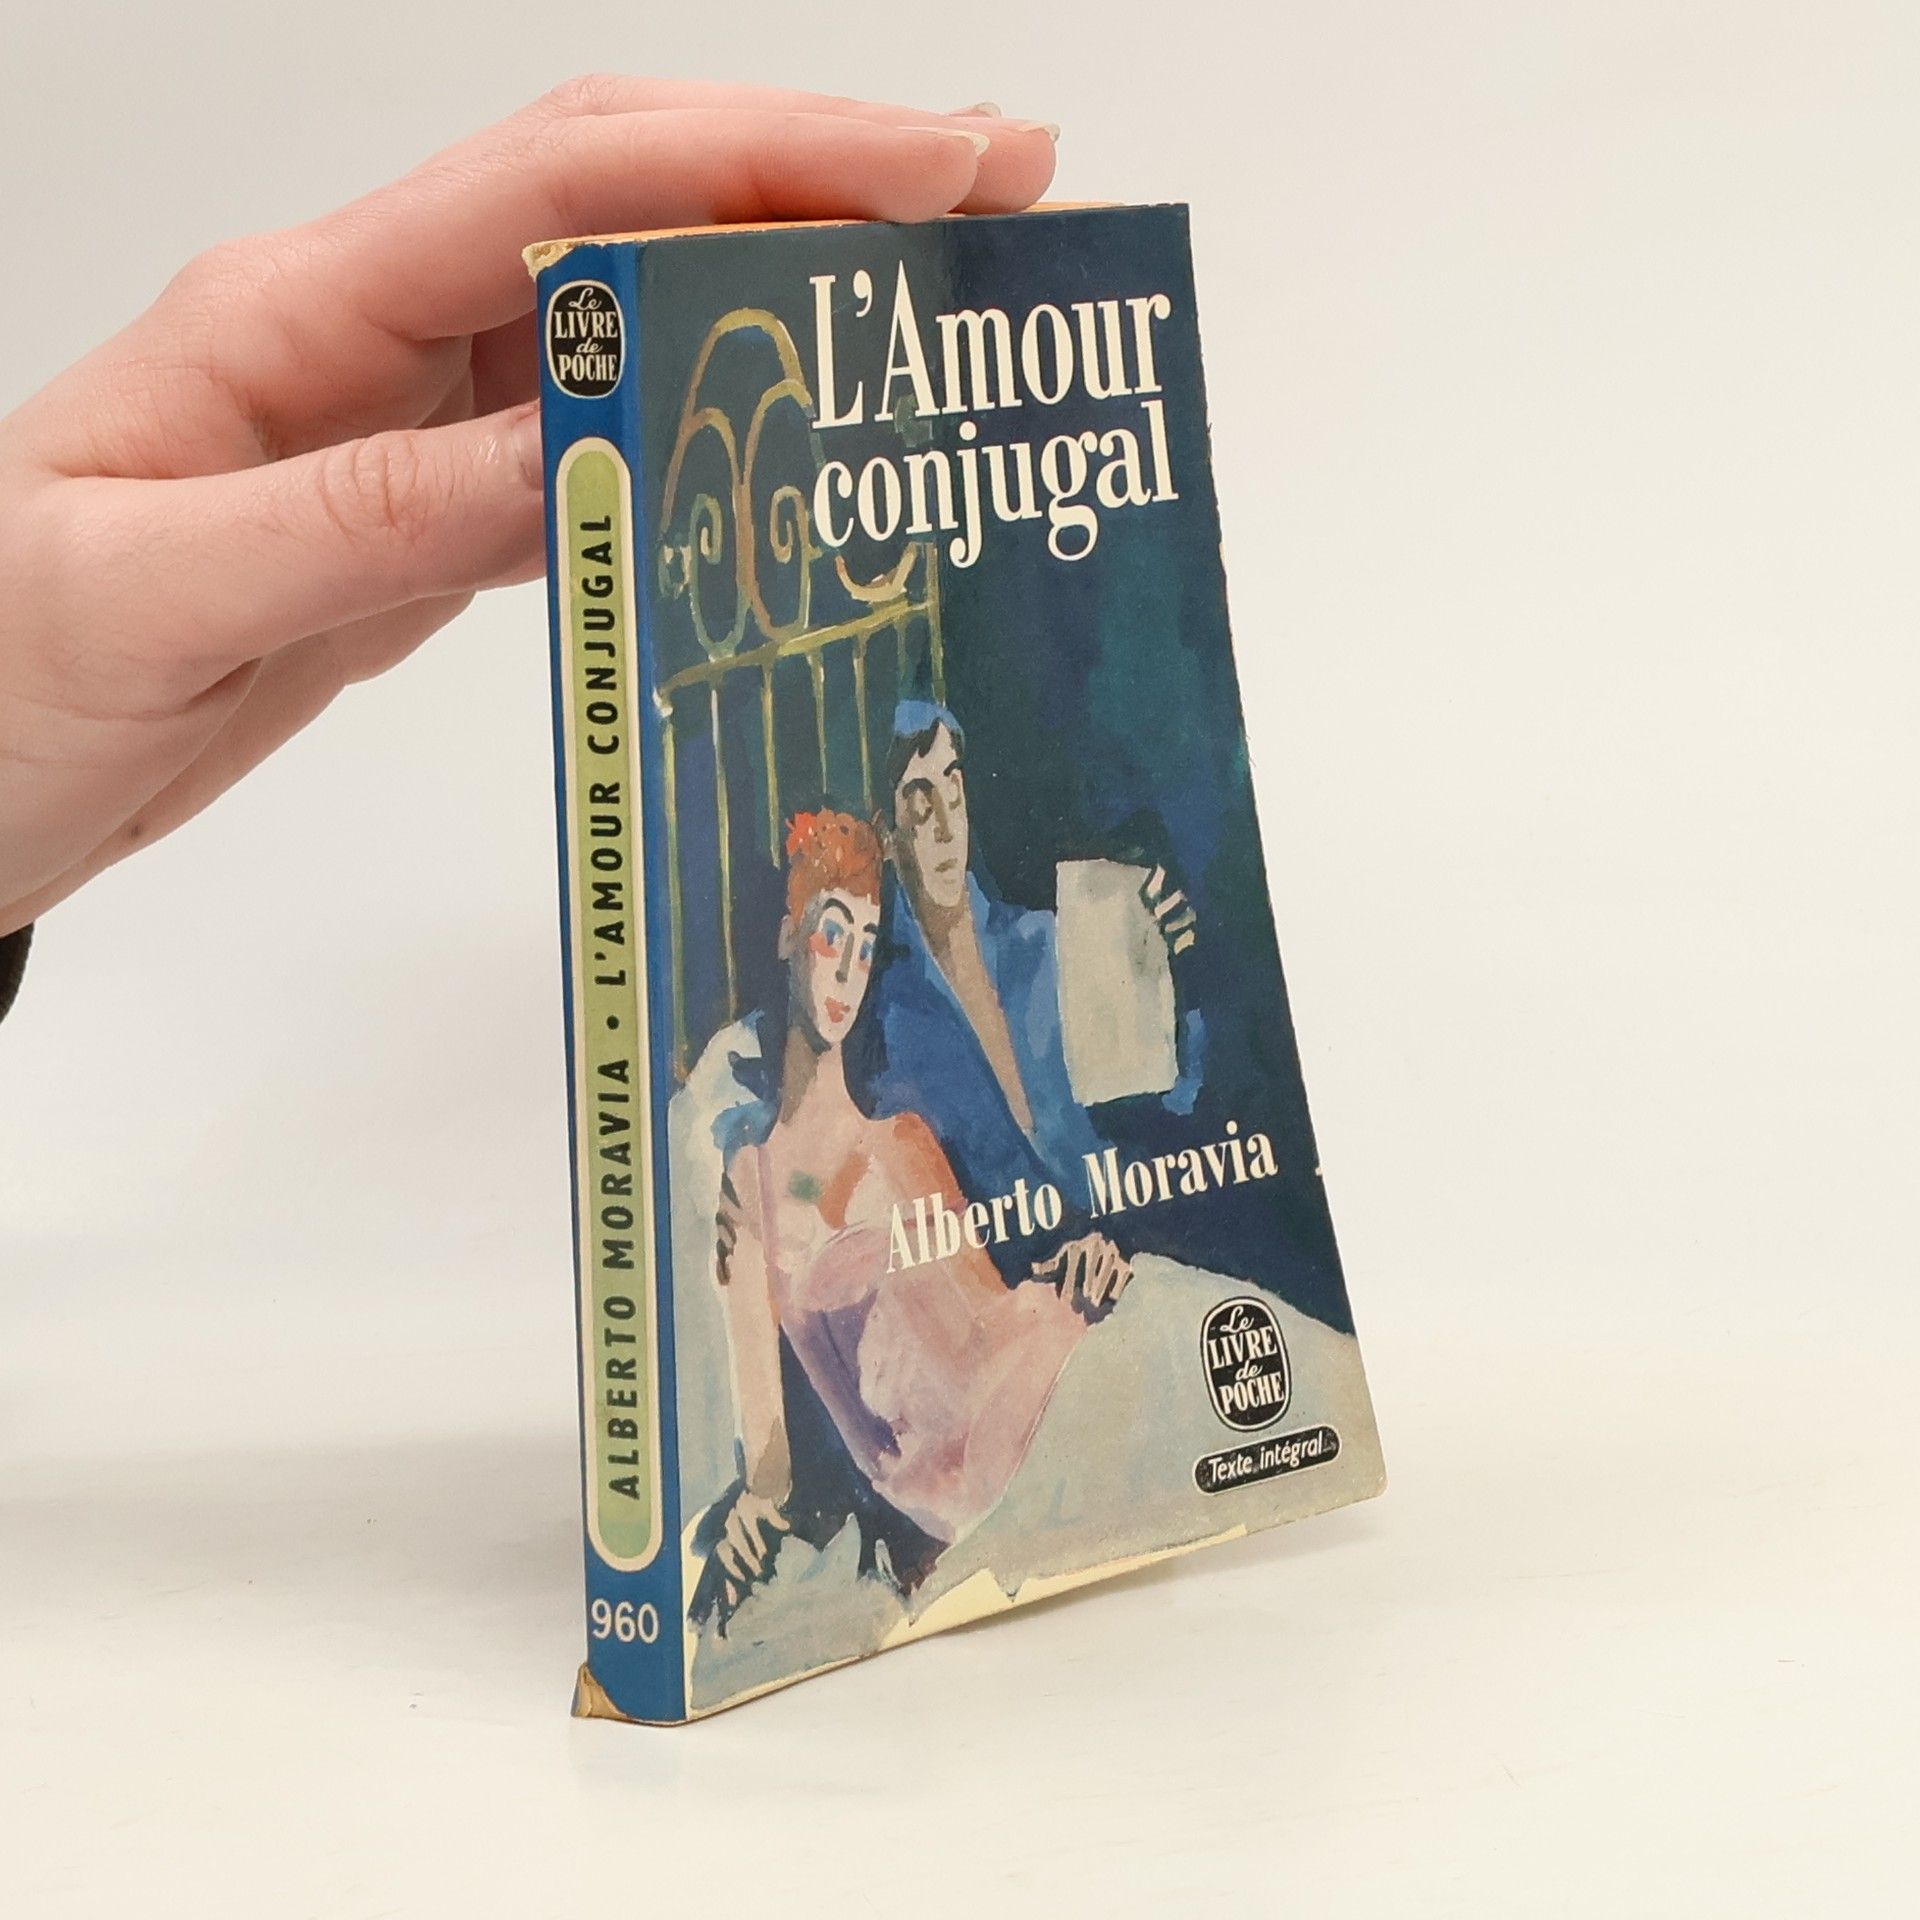 Le
LIVRE
de
POCHE
ALBERTO MORAVIA • L'AMOUR CONJUGAL
960
L'Amour
conjugal
Alberto Moravia
Le
LIVRE
de
POCHE
Texte intégral